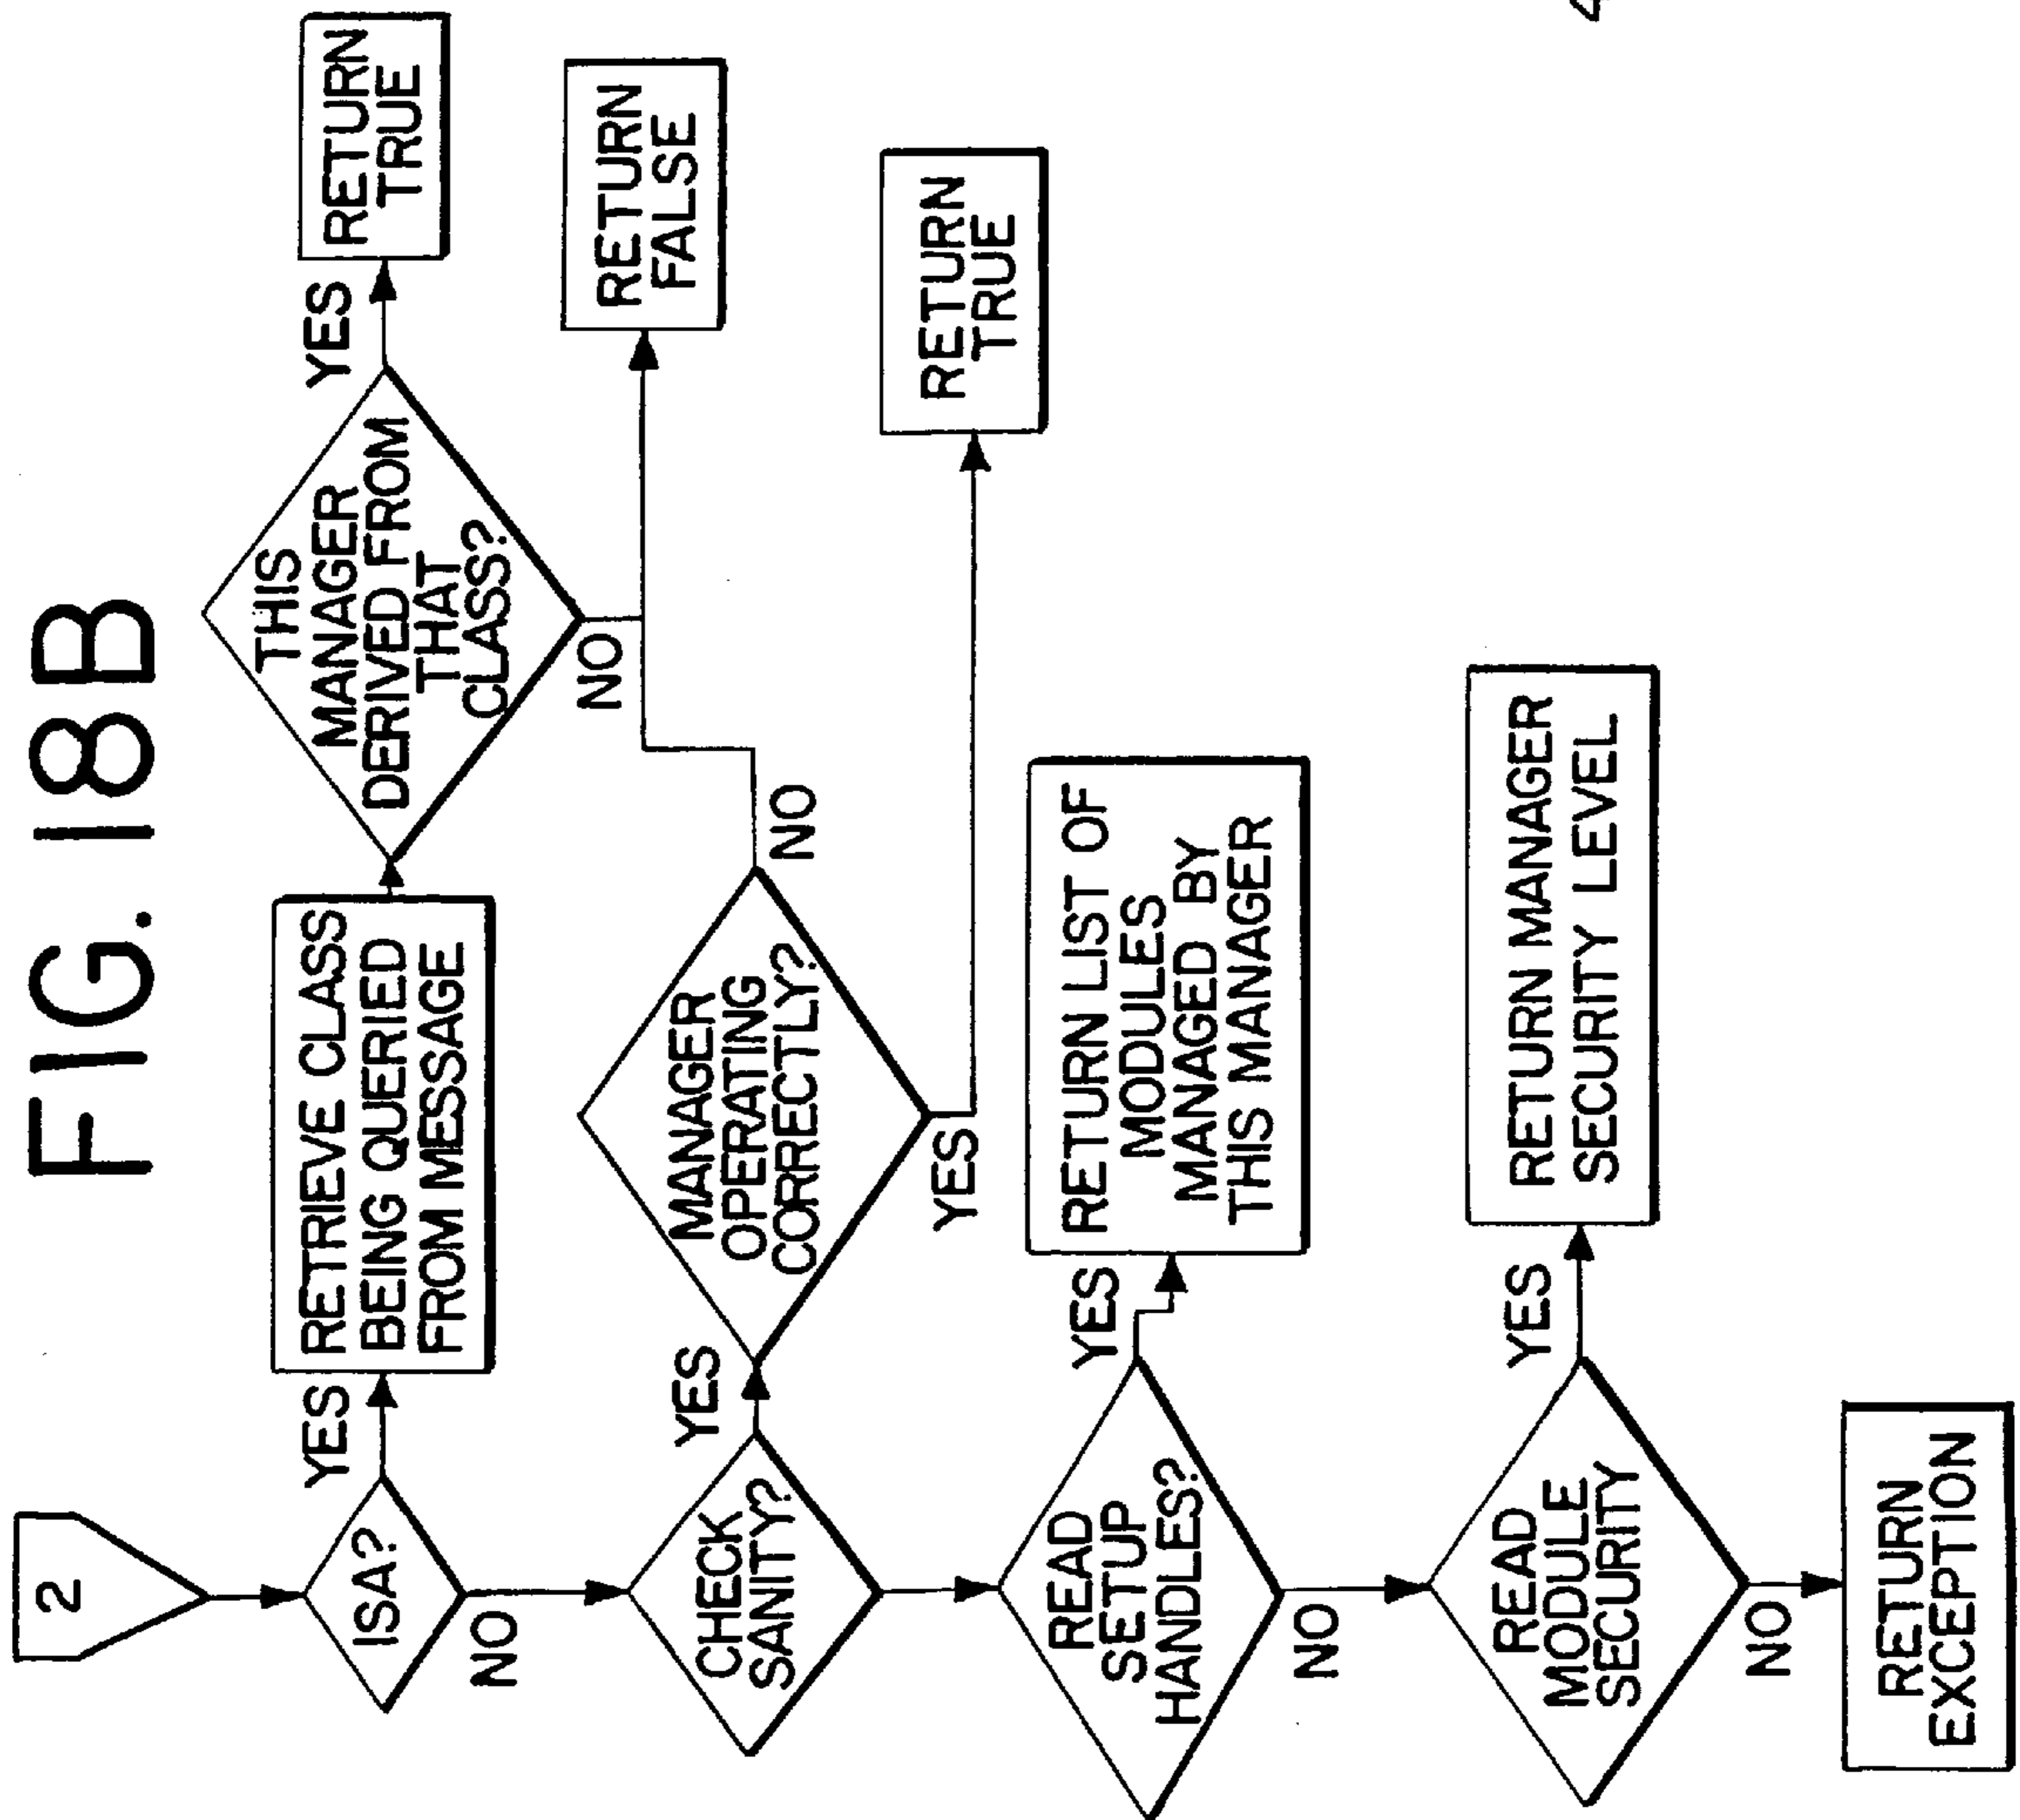 FIG. 18B
2
ISA?
YES
NO
RETRIEVE CLASS
BEING QUERIED
FROM MESSAGE
THIS
MANAGER
DERIVED FROM
THAT
CLASS?
YES
RETURN
TRUE
NO
RETURN
FALSE
CHECK
SANITY?
YES
MANAGER
OPERATING
CORRECTLY?
NO
YES
RETURN
TRUE
READ
SETUP
HANDLES?
YES
RETURN LIST OF
MODULES
MANAGED BY
THIS MANAGER
NO
READ
MODULE
SECURITY
YES
RETURN MANAGER
SECURITY LEVEL
NO
RETURN
EXCEPTION